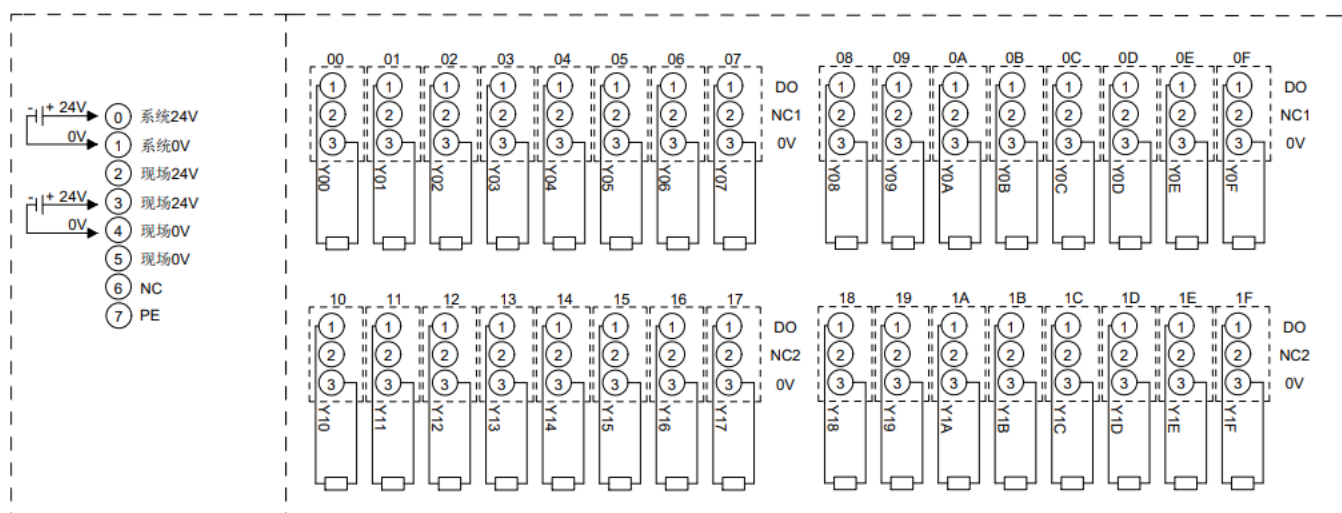 - + 24V 0 系统24V
0V 1 系统0V
2 现场24V
- + 24V 3 现场24V
0V 4 现场0V
5 现场0V
6 NC
7 PE
00 01 02 03 04 05 06 07
1 1 1 1 1 1 1 1 DO
2 2 2 2 2 2 2 2 NC1
3 3 3 3 3 3 3 3 0V
Y00 Y01 Y02 Y03 Y04 Y05 Y06 Y07
08 09 0A 0B 0C 0D 0E 0F
1 1 1 1 1 1 1 1 DO
2 2 2 2 2 2 2 2 NC1
3 3 3 3 3 3 3 3 0V
Y08 Y09 Y0A Y0B Y0C Y0D Y0E Y0F
10 11 12 13 14 15 16 17
1 1 1 1 1 1 1 1 DO
2 2 2 2 2 2 2 2 NC2
3 3 3 3 3 3 3 3 0V
Y10 Y11 Y12 Y13 Y14 Y15 Y16 Y17
18 19 1A 1B 1C 1D 1E 1F
1 1 1 1 1 1 1 1 DO
2 2 2 2 2 2 2 2 NC2
3 3 3 3 3 3 3 3 0V
Y18 Y19 Y1A Y1B Y1C Y1D Y1E Y1F